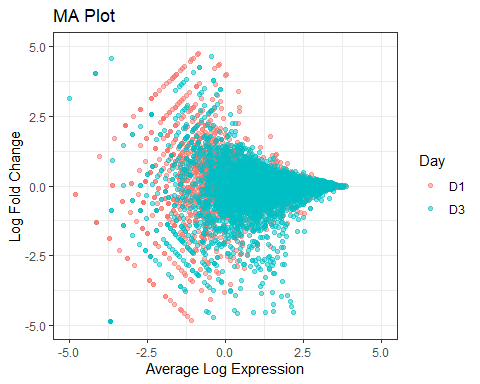 MA Plot
5.0
2.5
0.0
-2.5
-5.0
Log Fold Change
-5.0 -2.5 0.0 2.5 5.0
Average Log Expression
Day
D1
D3